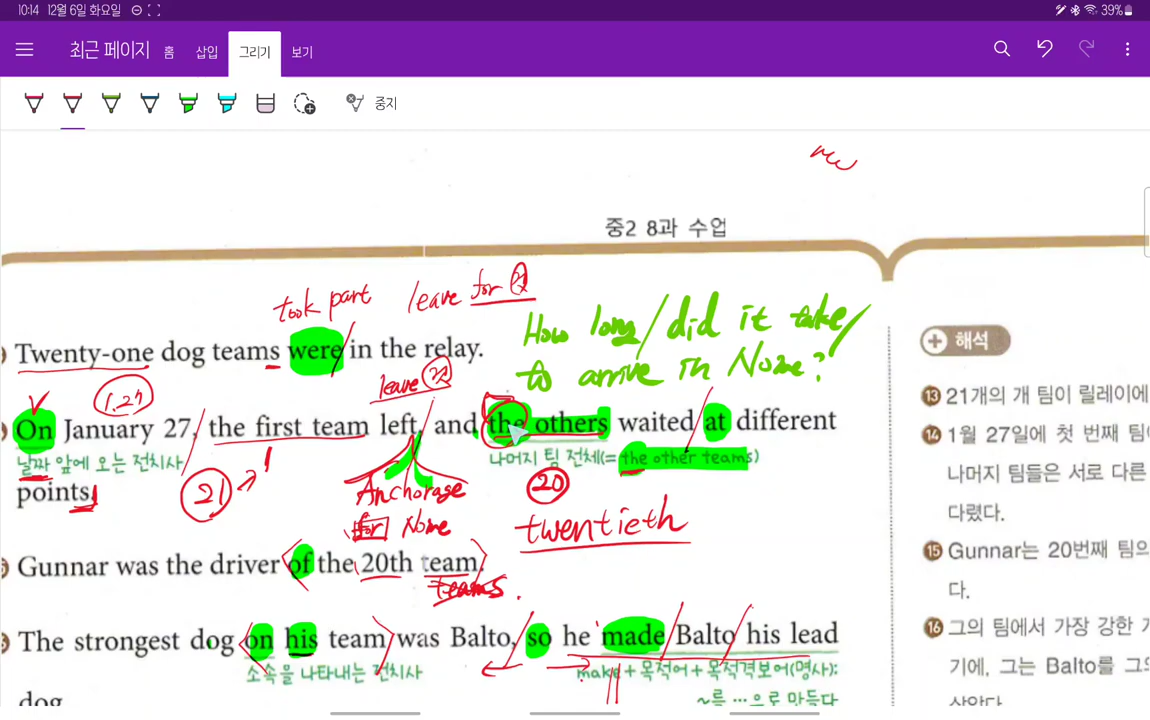 10:14 12월 6일 화요일 39%
최근 페이지 홈 삽입 그리기 보기
중지
중2 8과 수업
took part leave for
How long/did it take/
to arrive in Nome?
Twenty-one dog teams were/in the relay.
해석
1.27
leave
⑬ 21개의 개 팀이 릴레이에
On January 27,/the first team left, and the others waited/at different
⑭ 1월 27일에 첫 번째 팀
날짜 앞에 오는 전치사
나머지 팀 전체(= the other teams)
나머지 팀들은 서로 다른
points.
21 1
Anchorage
20
다렸다.
for Nome
twentieth
Gunnar was the driver of the 20th team.
⑮ Gunnar는 20번째 팀의
teams.
다.
The strongest dog on his team was Balto,/so he made/Balto/his lead
⑯ 그의 팀에서 가장 강한 기
소속을 나타내는 전치사
make + 목적어 + 목적격보어(명사):
기에, 그는 Balto를 그의
~를 …으로 만들다
dog.
삼았다.